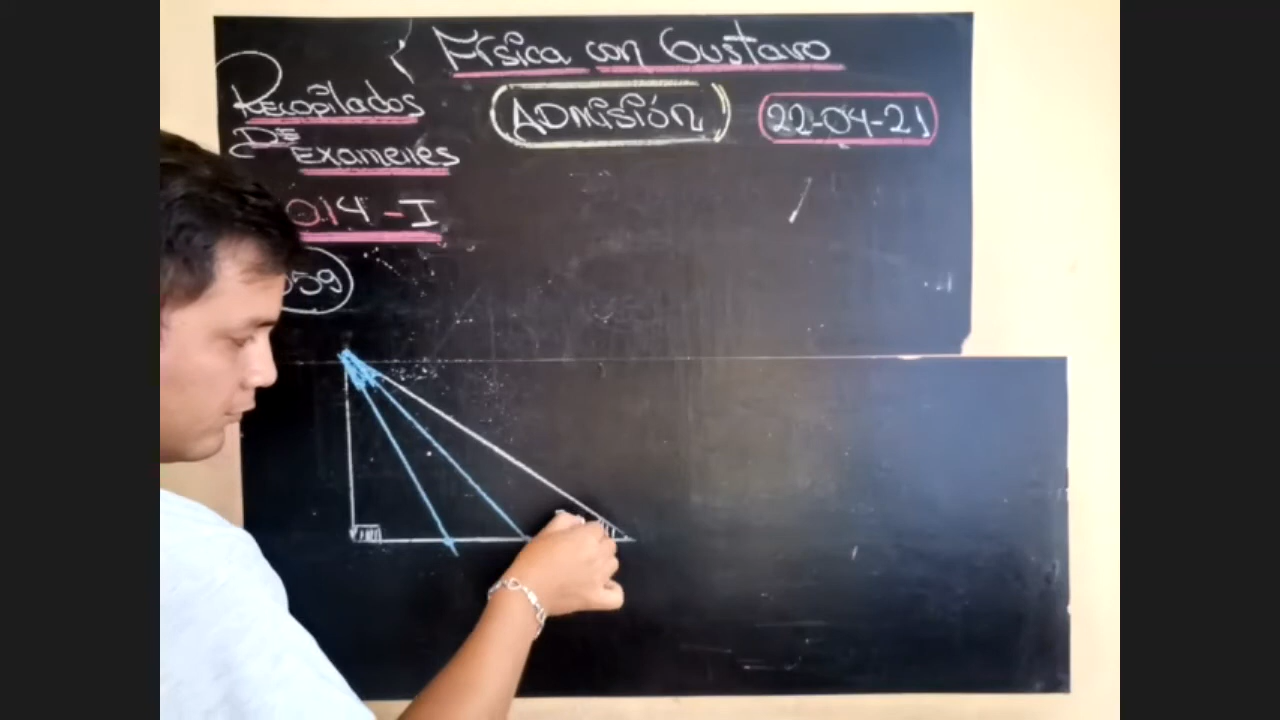 Física con Gustavo
Recopilados
DE
Exámenes
ADMISIÓN
22-04-21
014-I
59